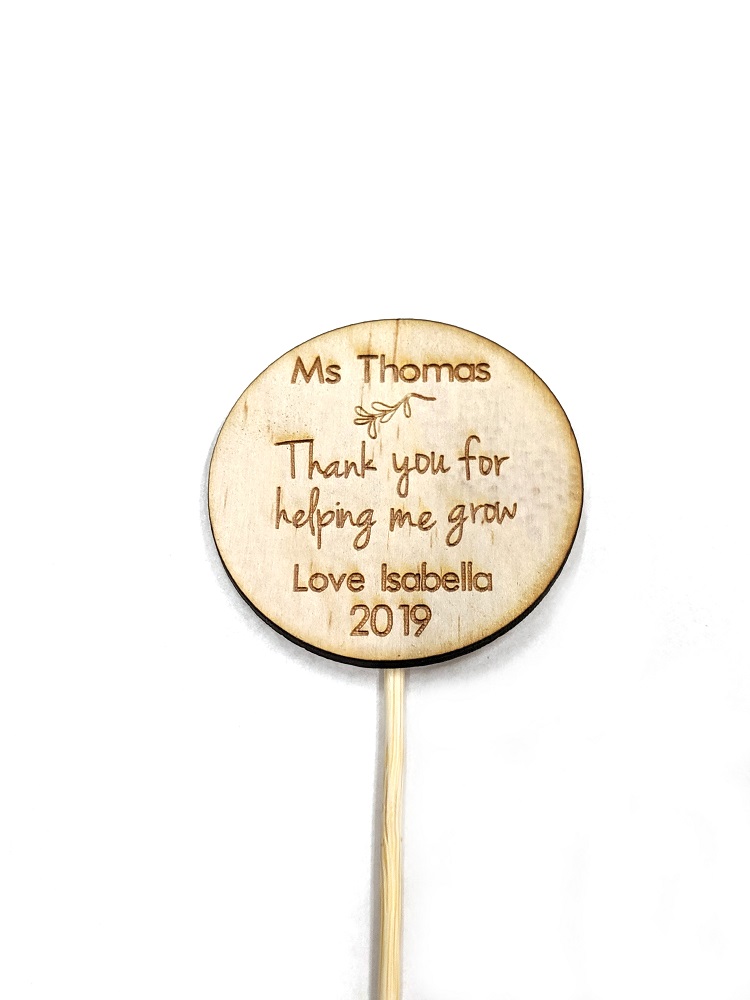 Ms Thomas
Thank you for
helping me grow
Love Isabella
2019